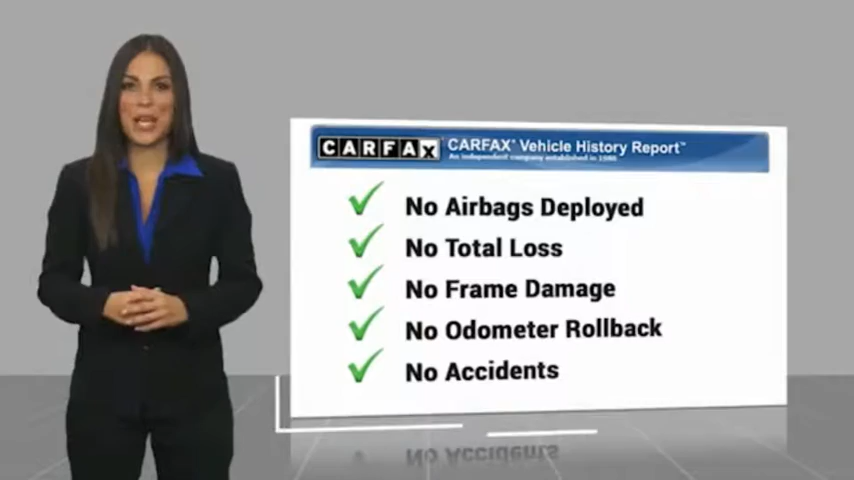 CARFAX CARFAX® Vehicle History Report™
An independent company established in 1986
No Airbags Deployed
No Total Loss
No Frame Damage
No Odometer Rollback
No Accidents
No Accidents